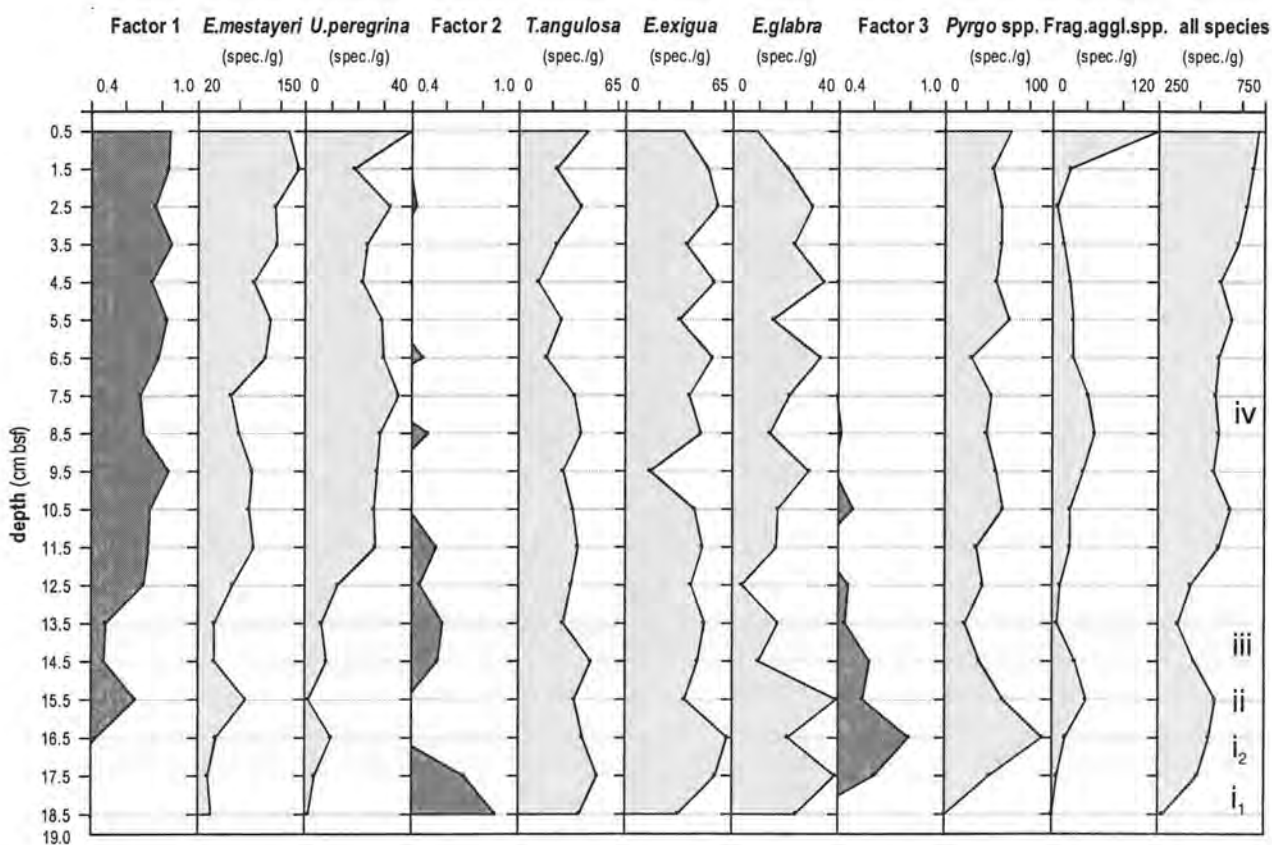 Factor 1 E.mestayeri U.peregrina Factor 2 T.angulosa E.exigua E.glabra Factor 3 Pyrgo spp. Frag.aggl.spp. all species
(spec./g) (spec./g) (spec./g) (spec./g) (spec./g) (spec./g) (spec./g) (spec./g)
0.4 1.0 20 150 0 40 0.4 1.0 0 65 0 65 0 40 0.4 1.0 0 100 0 120 250 750
0.5
1.5
2.5
3.5
4.5
5.5
6.5
7.5
iv
8.5
9.5
10.5
11.5
12.5
13.5
iii
14.5
15.5 ii
16.5
i2
17.5
i1
18.5
19.0
depth (cm bsf)